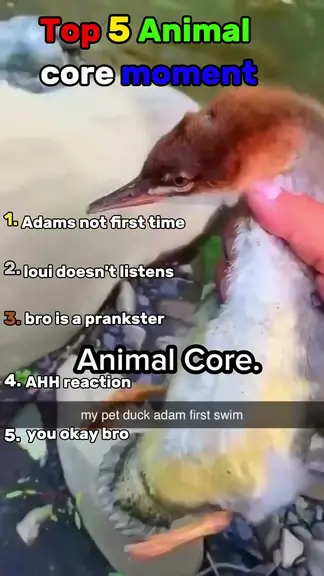 Top 5 Animal
core moment
1. Adams not first time
2. loui doesn't listens
3. bro is a prankster
Animal Core.
4. AHH reaction
my pet duck adam first swim
5. you okay bro